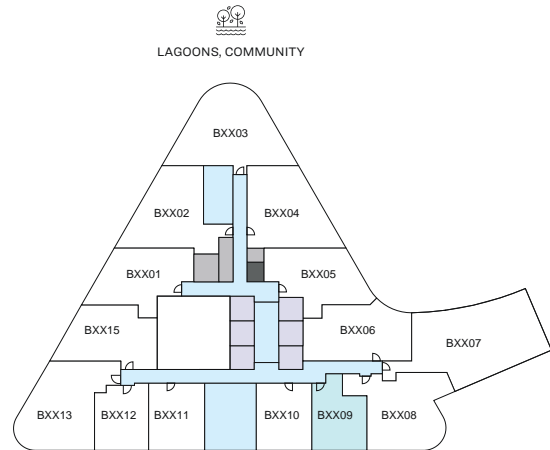 LAGOONS, COMMUNITY
BXX03
BXX02 BXX04
BXX01 BXX05
BXX15 BXX06
BXX07
BXX13 BXX12 BXX11 BXX10 BXX09 BXX08